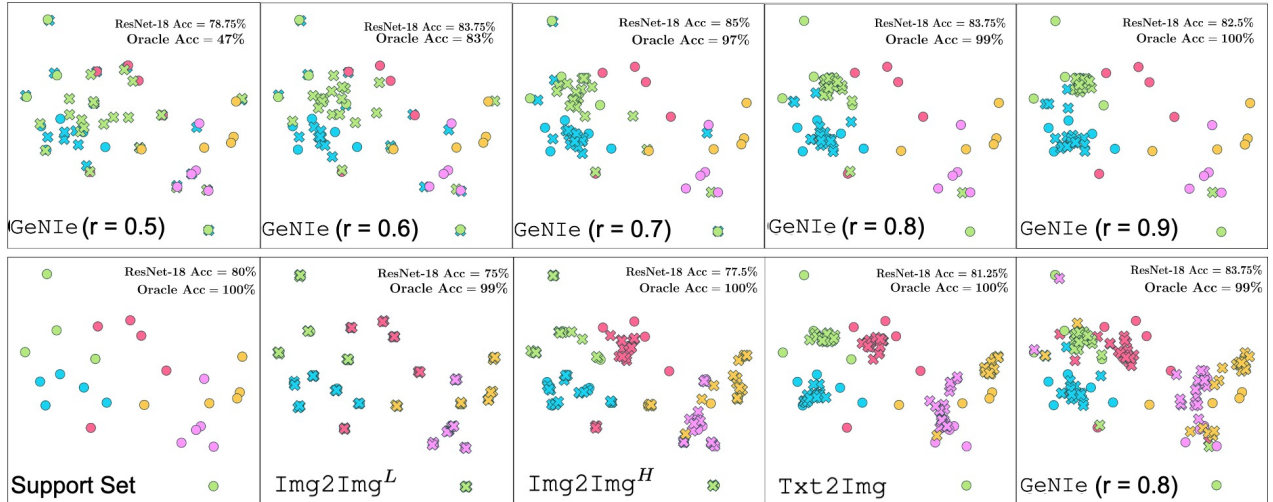 ResNet-18 Acc = 78.75%
Oracle Acc = 47%
GeNIe (r = 0.5)
ResNet-18 Acc = 83.75%
Oracle Acc = 83%
GeNIe (r = 0.6)
ResNet-18 Acc = 85%
Oracle Acc = 97%
GeNIe (r = 0.7)
ResNet-18 Acc = 83.75%
Oracle Acc = 99%
GeNIe (r = 0.8)
ResNet-18 Acc = 82.5%
Oracle Acc = 100%
GeNIe (r = 0.9)
ResNet-18 Acc = 80%
Oracle Acc = 100%
Support Set
ResNet-18 Acc = 75%
Oracle Acc = 99%
Img2Img^L
ResNet-18 Acc = 77.5%
Oracle Acc = 100%
Img2Img^H
ResNet-18 Acc = 81.25%
Oracle Acc = 100%
Txt2Img
ResNet-18 Acc = 83.75%
Oracle Acc = 99%
GeNIe (r = 0.8)